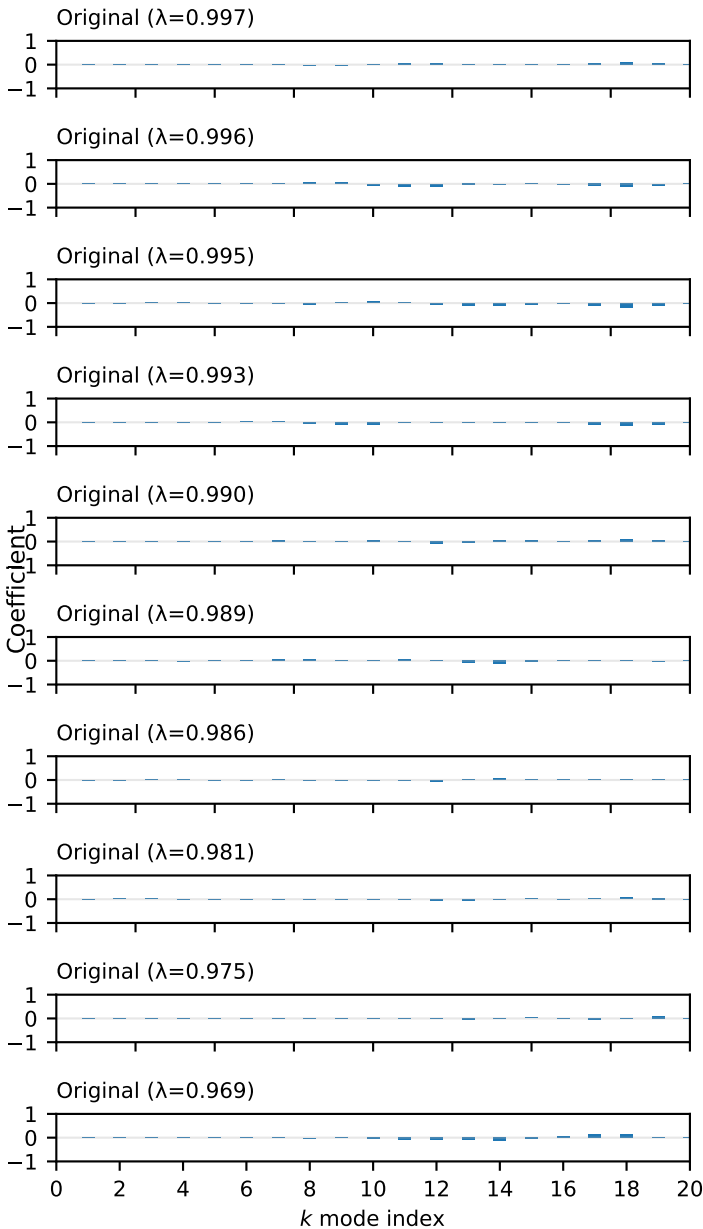 Original (λ=0.997)
1
0
−1
Original (λ=0.996)
1
0
−1
Original (λ=0.995)
1
0
−1
Original (λ=0.993)
1
0
−1
Original (λ=0.990)
1
0
1
Coefficient
Original (λ=0.989)
1
0
−1
Original (λ=0.986)
1
0
−1
Original (λ=0.981)
1
0
−1
Original (λ=0.975)
1
0
−1
Original (λ=0.969)
1
0
−1
0 2 4 6 8 10 12 14 16 18 20
k mode index